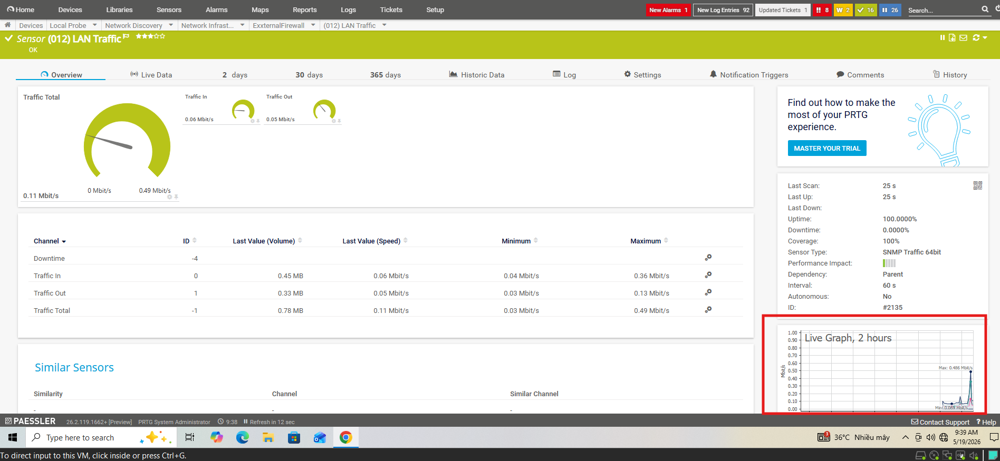 Home Devices Libraries Sensors Alarms Maps Reports Logs Tickets Setup New Alarms 1 New Log Entries 92 Updated Tickets 1 8 W 2 16 26 Search...
Devices Local Probe Network Discovery Network Infrast... ExxternalFirewall (012) LAN Traffic
Sensor (012) LAN Traffic
OK
Overview Live Data 2 days 30 days 365 days Historic Data Log Settings Notification Triggers Comments History
Traffic Total
0 Mbit/s 0.49 Mbit/s
0.11 Mbit/s
Traffic In
0.06 Mbit/s
Traffic Out
0.05 Mbit/s
Find out how to make the
most of your PRTG
experience.
MASTER YOUR TRIAL
Channel ID Last Value (Volume) Last Value (Speed) Minimum Maximum
Downtime -4
Traffic In 0 0.45 MB 0.06 Mbit/s 0.04 Mbit/s 0.36 Mbit/s
Traffic Out 1 0.33 MB 0.05 Mbit/s 0.03 Mbit/s 0.13 Mbit/s
Traffic Total -1 0.78 MB 0.11 Mbit/s 0.03 Mbit/s 0.49 Mbit/s
Last Scan: 25 s
Last Up: 25 s
Last Down:
Uptime: 100.0000%
Downtime: 0.0000%
Coverage: 100%
Sensor Type: SNMP Traffic 64bit
Performance Impact:
Dependency: Parent
Interval: 60 s
Autonomous: No
ID: #2135
Similar Sensors
Similarity Channel Similar Channel
- - -
Live Graph, 2 hours
1.00
0.90
0.80
0.70
0.60
0.50
0.40
0.30
0.20
0.10
0.00
Mbit/s
Max: 0.486 Mbit/s
Min: 0.069 Mbit/s
PAESSLER 26.2.119.1662+ [Preview] PRTG System Administrator 9:38 Refresh in 12 sec Contact Support ? Help
Type here to search 3 36°C Nhiều mây 9:39 AM
5/19/2026
To direct input to this VM, click inside or press Ctrl+G.